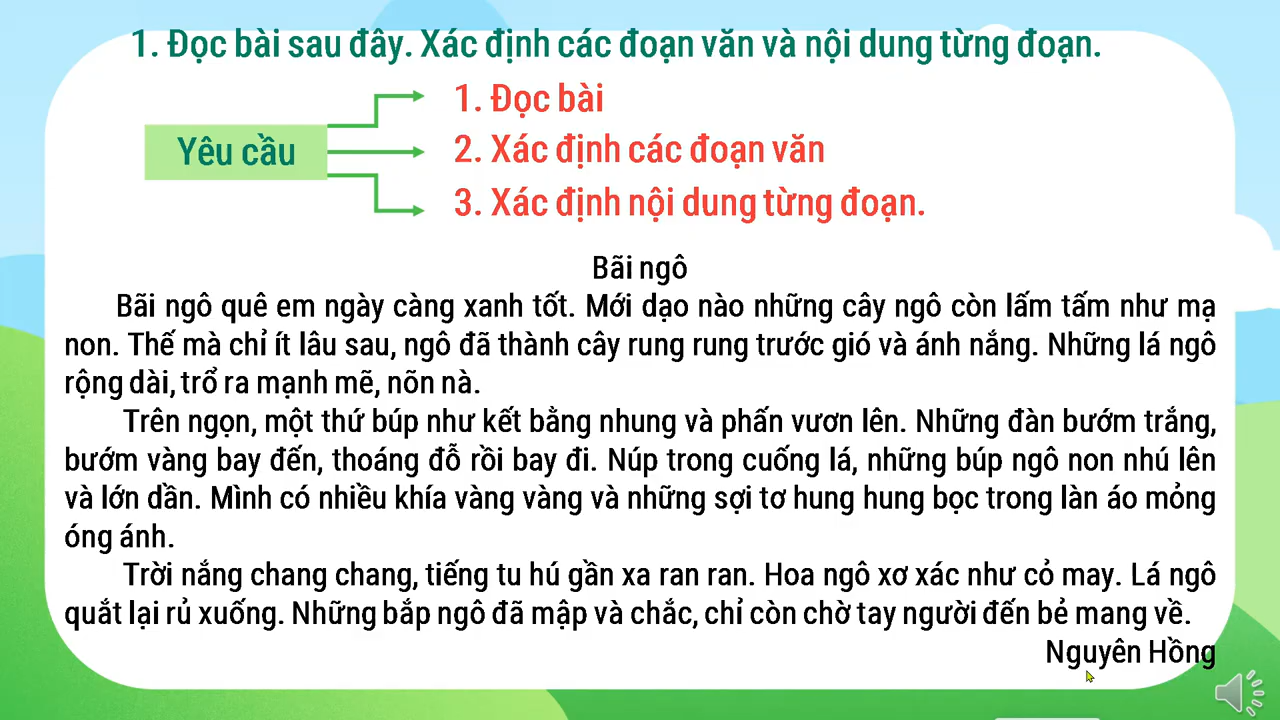 1. Đọc bài sau đây. Xác định các đoạn văn và nội dung từng đoạn.
Yêu cầu
1. Đọc bài
2. Xác định các đoạn văn
3. Xác định nội dung từng đoạn.
Bãi ngô
Bãi ngô quê em ngày càng xanh tốt. Mới dạo nào những cây ngô còn lấm tấm như mạ
non. Thế mà chỉ ít lâu sau, ngô đã thành cây rung rung trước gió và ánh nắng. Những lá ngô
rộng dài, trổ ra mạnh mẽ, nõn nà.
Trên ngọn, một thứ búp như kết bằng nhung và phấn vươn lên. Những đàn bướm trắng,
bướm vàng bay đến, thoáng đỗ rồi bay đi. Núp trong cuống lá, những búp ngô non nhú lên
và lớn dần. Mình có nhiều khía vàng vàng và những sợi tơ hung hung bọc trong làn áo mỏng
óng ánh.
Trời nắng chang chang, tiếng tu hú gần xa ran ran. Hoa ngô xơ xác như cỏ may. Lá ngô
quắt lại rủ xuống. Những bắp ngô đã mập và chắc, chỉ còn chờ tay người đến bẻ mang về.
Nguyên Hồng